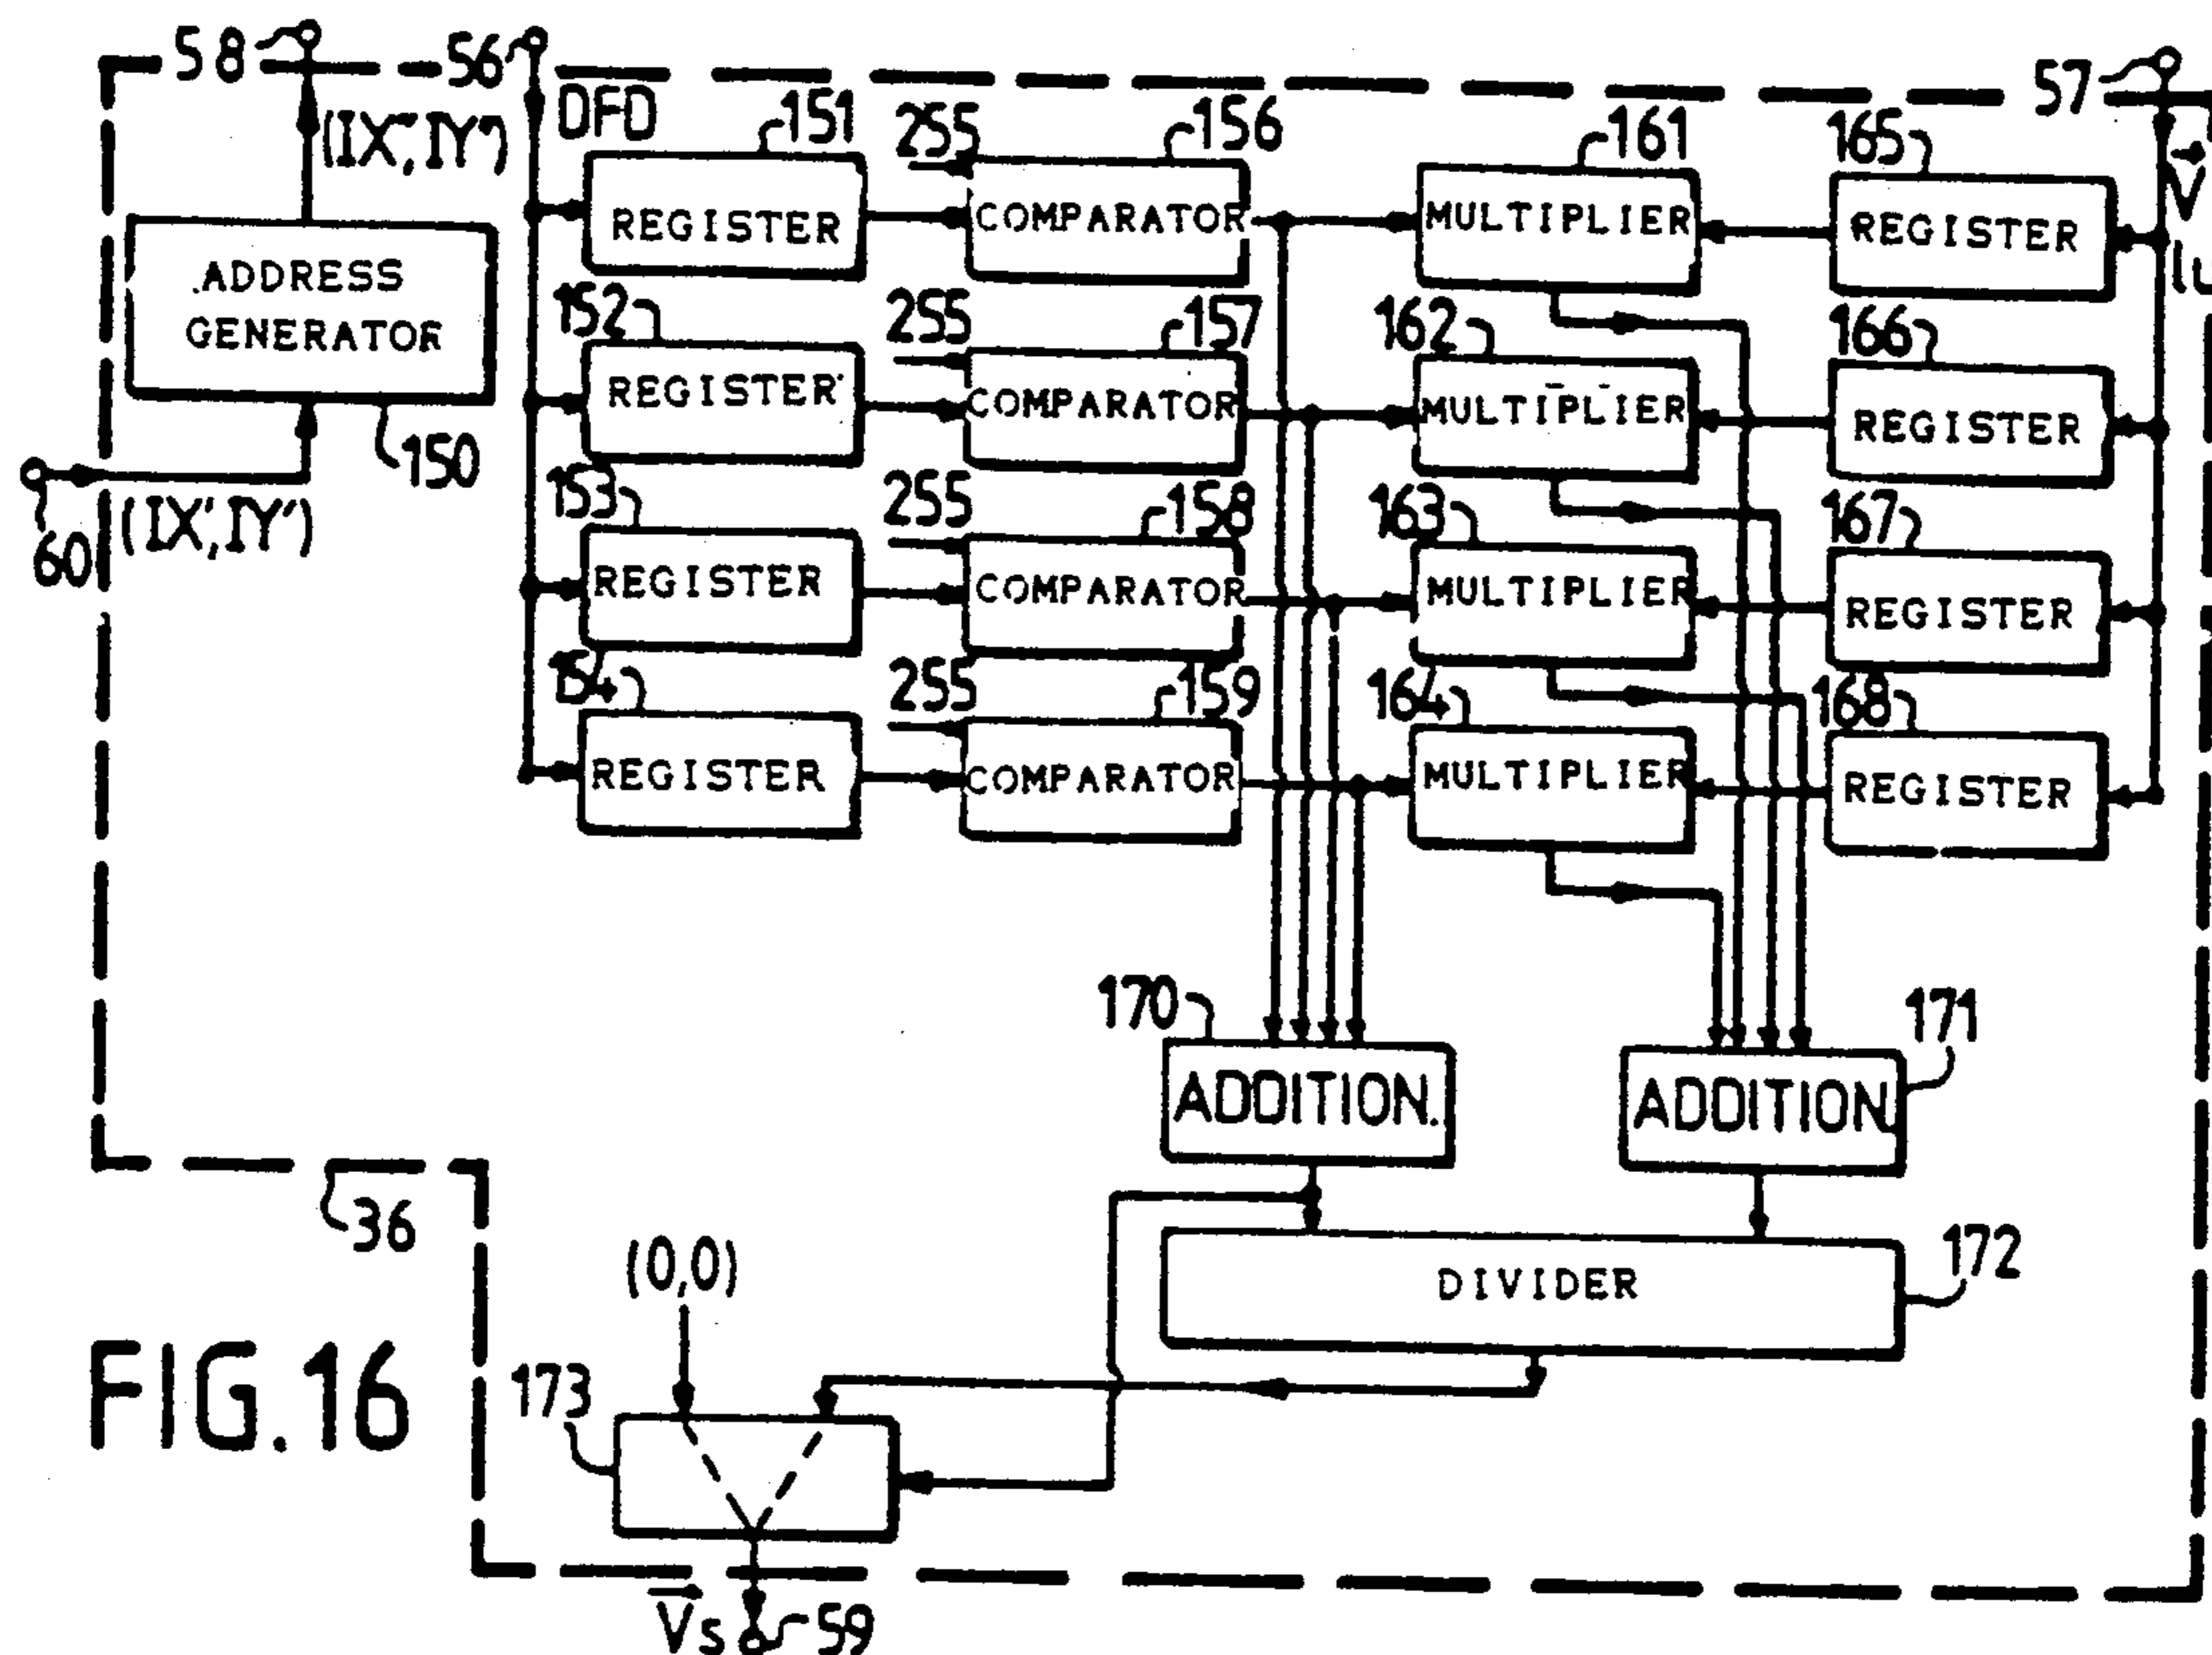 58
56
57
(IX",IY")
DFD
151
255
156
161
165
V
REGISTER
COMPARATOR
MULTIPLIER
REGISTER
ADDRESS
GENERATOR
150
152
255
157
162
166
REGISTER
COMPARATOR
MULTIPLIER
REGISTER
60
(IX',IY')
153
255
158
163
167
REGISTER
COMPARATOR
MULTIPLIER
REGISTER
154
255
159
164
168
REGISTER
COMPARATOR
MULTIPLIER
REGISTER
170
171
ADDITION.
ADDITION
36
(0,0)
DIVIDER
172
FIG.16
173
Vs
59